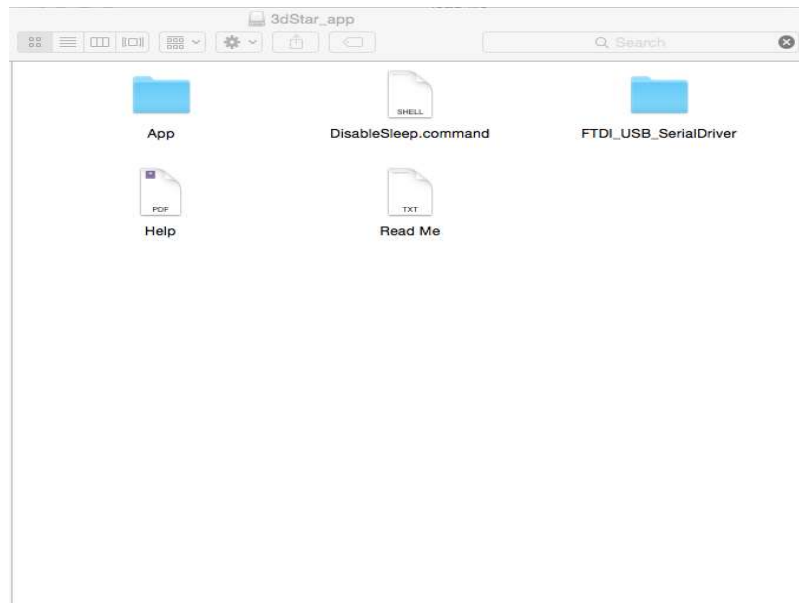 3dStar_app
Search
SHELL
App
DisableSleep.command
FTDI_USB_SerialDriver
PDF
TXT
Help
Read Me